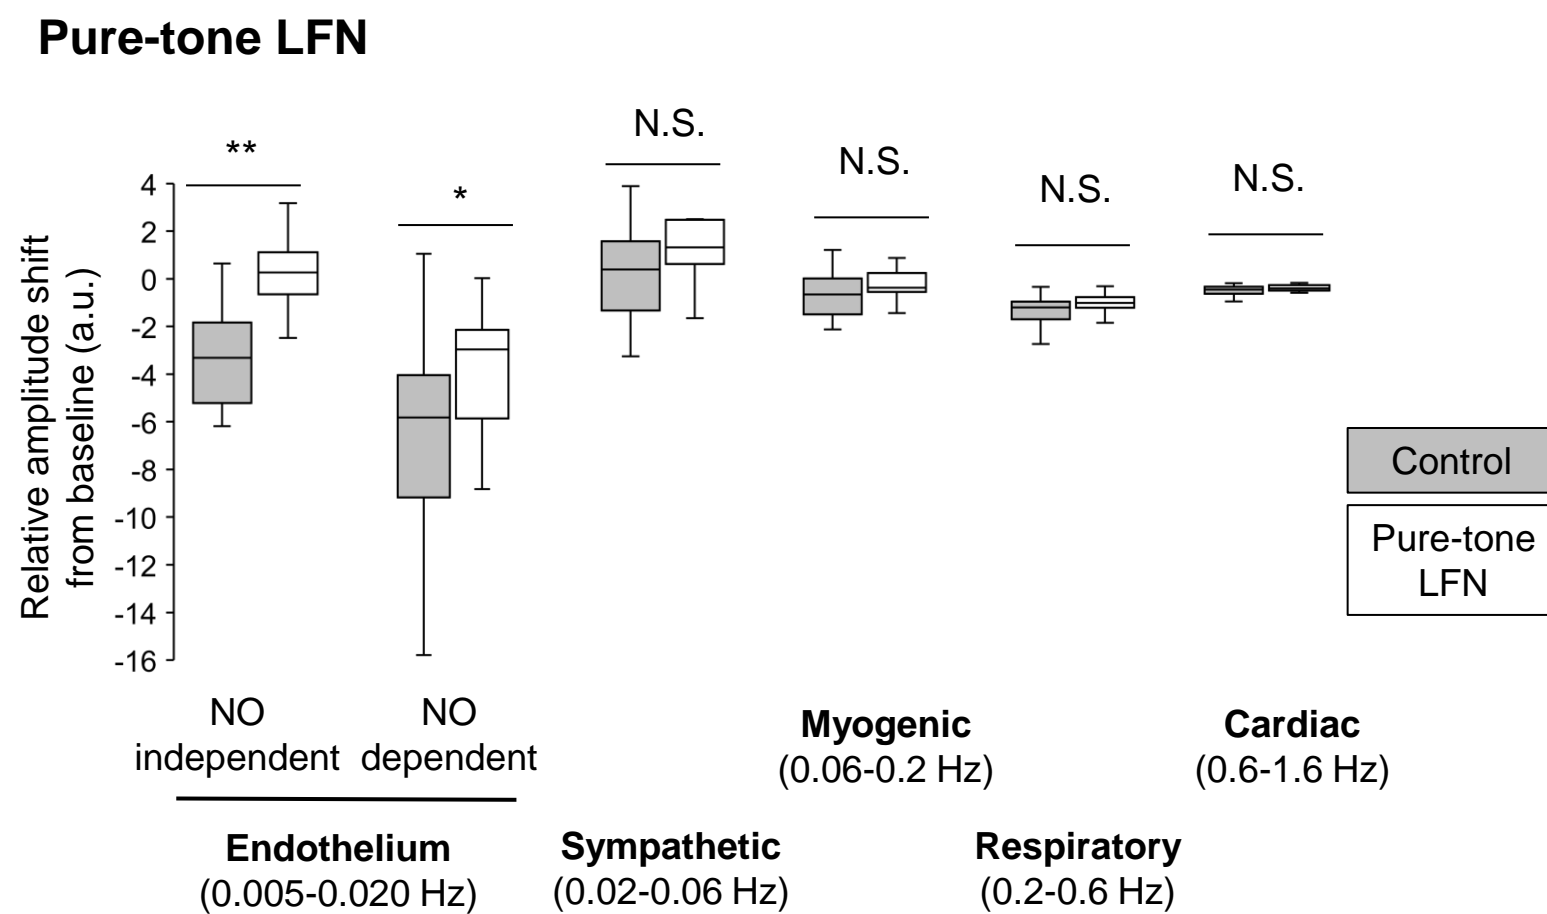 Pure-tone LFN
**
*
N.S.
N.S.
N.S.
N.S.
Relative amplitude shift
from baseline (a.u.)
4
2
0
-2
-4
-6
-8
-10
-12
-14
-16
Control
Pure-tone
LFN
NO
independent
NO
dependent
Endothelium
(0.005-0.020 Hz)
Sympathetic
(0.02-0.06 Hz)
Myogenic
(0.06-0.2 Hz)
Respiratory
(0.2-0.6 Hz)
Cardiac
(0.6-1.6 Hz)